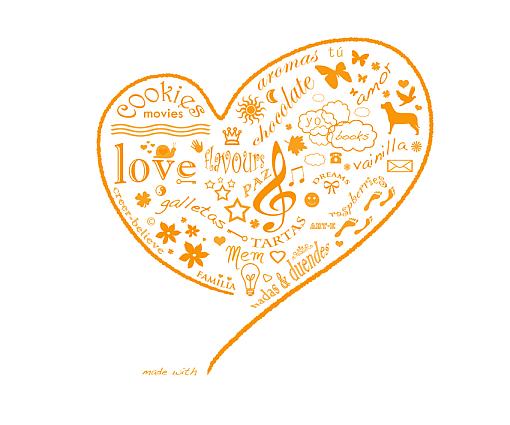 aromas tú
cookies
movies
chocolate
amor
yo
books
love
flavours
PAZ
vainilla
DREAMS
creer-believe
galletas
raspberries
©
TARTAS
ART-E
Mem
FAMILIA
hadas & duendes
made with